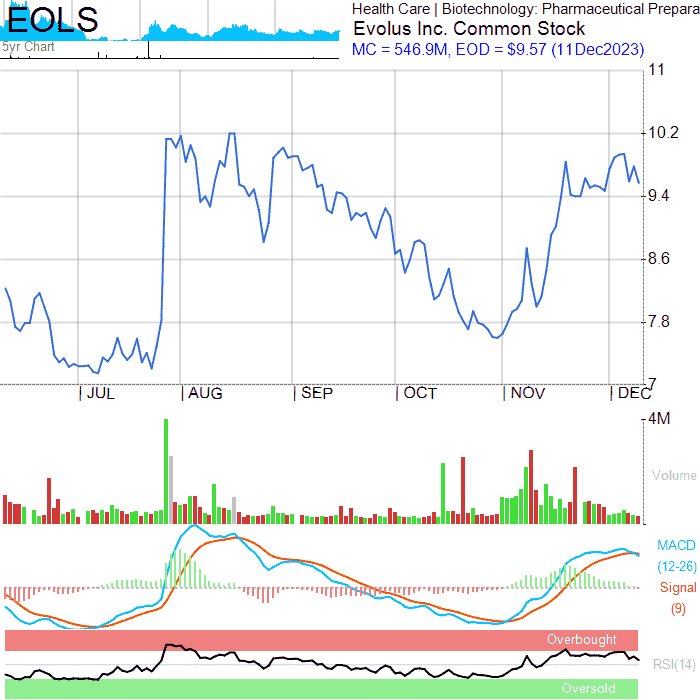 EOLS
5yr Chart
Health Care | Biotechnology: Pharmaceutical Prepara
Evolus Inc. Common Stock
MC = 546.9M, EOD = $9.57 (11Dec2023)
11
10.2
9.4
8.6
7.8
7
JUL AUG SEP OCT NOV DEC
4M
Volume
MACD
(12-26)
Signal
(9)
Overbought
RSI(14)
Oversold